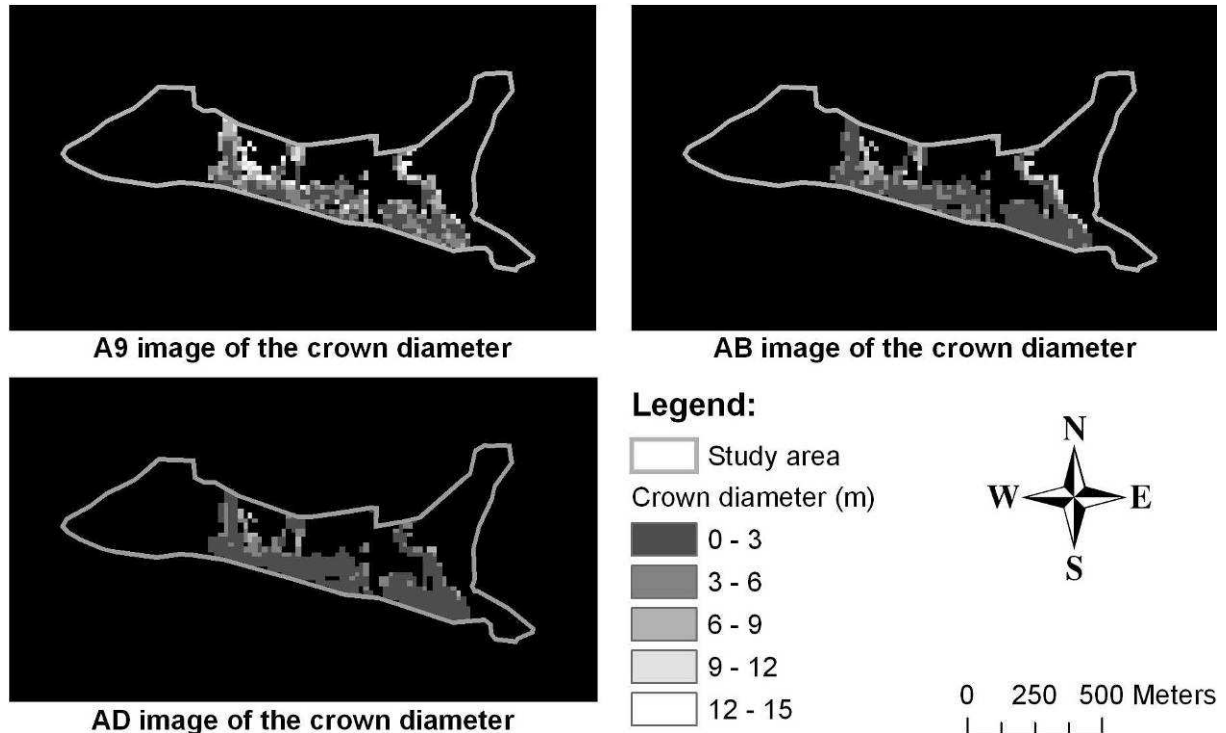 A9 image of the crown diameter
AB image of the crown diameter
AD image of the crown diameter
Legend:
Study area
Crown diameter (m)
0 - 3
3 - 6
6 - 9
9 - 12
12 - 15
N
W E
S
0 250 500 Meters